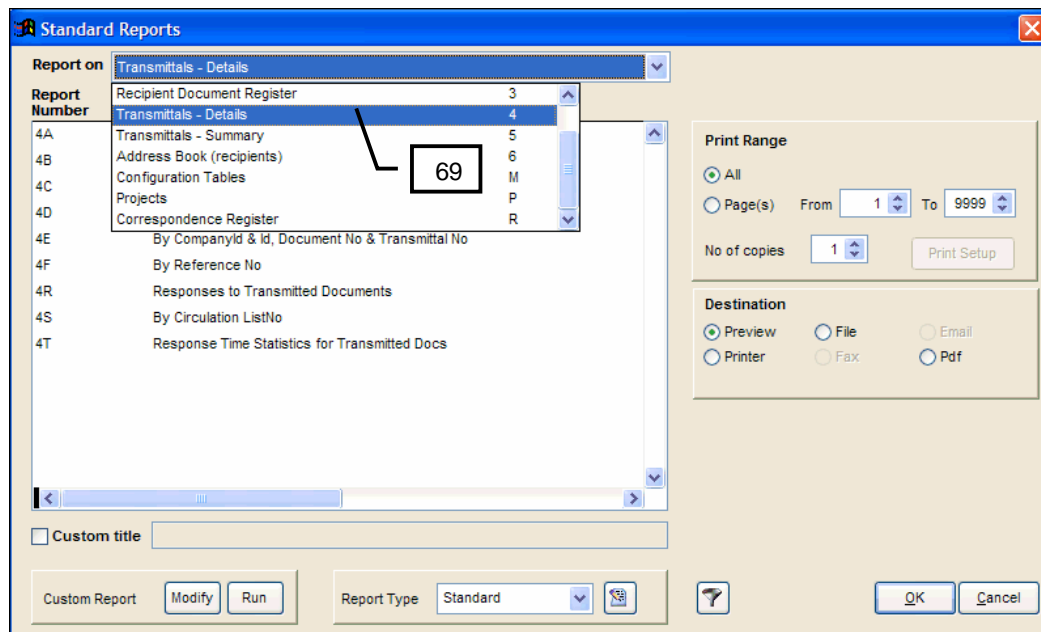 Standard Reports
Report on Transmittals - Details
Report Number
Recipient Document Register 3
Transmittals - Details 4
Transmittals - Summary 5
Address Book (recipients) 6
Configuration Tables M
Projects P
Correspondence Register R
69
4A
4B
4C
4D
4E By CompanyId & Id, Document No & Transmittal No
4F By Reference No
4R Responses to Transmitted Documents
4S By Circulation ListNo
4T Response Time Statistics for Transmitted Docs
Print Range
All
Page(s) From 1 To 9999
No of copies 1 Print Setup
Destination
Preview File Email
Printer Fax Pdf
Custom title
Custom Report Modify Run Report Type Standard OK Cancel